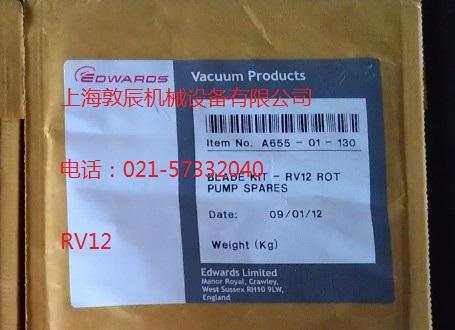 EDWARDS
Vacuum Products
上海敦辰机械设备有限公司
Item No. A655 - 01 - 130
电话：021-57332040
BLADE KIT - RV12 ROT
PUMP SPARES
Date: 09/01/12
RV12
Weight (Kg)
Edwards Limited
Manor Royal, Crawley,
West Sussex RH10 9LW,
England